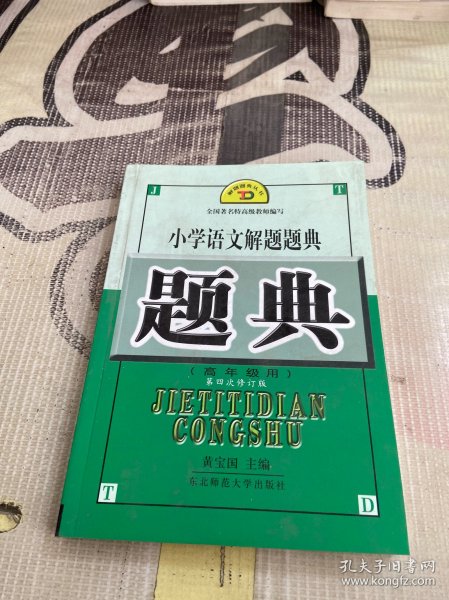 解题题典丛书
TD
J T
全国著名特高级教师编写
小学语文解题题典
题典
(高年级用)
第四次修订版
JIETITIDIAN
CONGSHU
黄宝国 主编
东北师范大学出版社
T D
孔夫子旧书网
www.kongfz.com